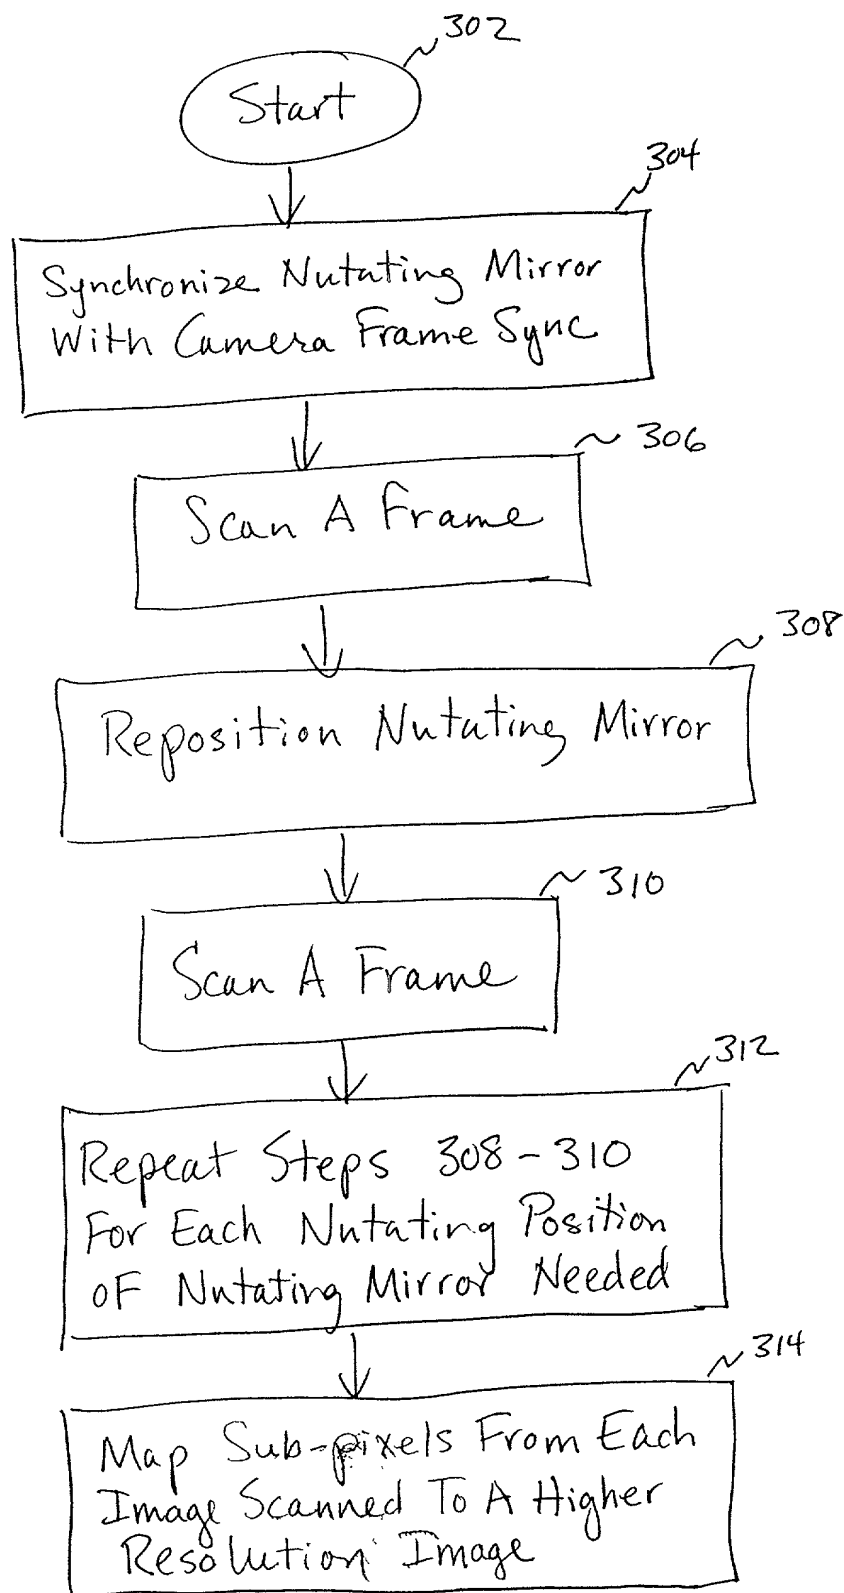 302
Start
304
Synchronize Nutating Mirror
With Camera Frame Sync
306
Scan A Frame
308
Reposition Nutating Mirror
310
Scan A Frame
312
Repeat Steps 308-310
For Each Nutating Position
of Nutating Mirror Needed
314
Map Sub-pixels From Each
Image Scanned To A Higher
Resolution Image